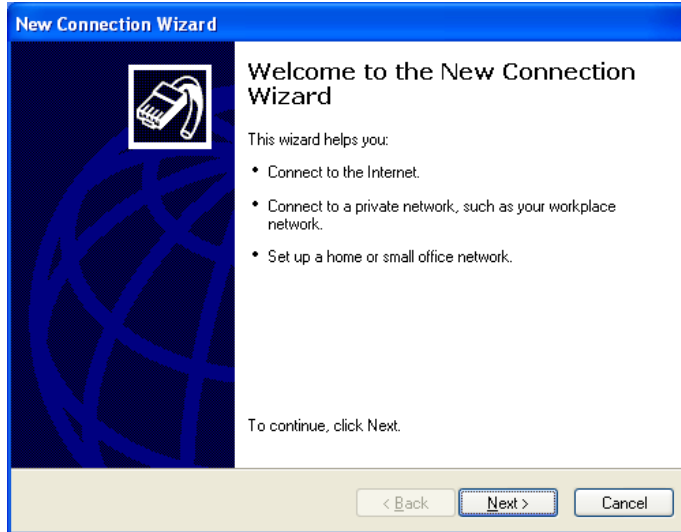 New Connection Wizard
Welcome to the New Connection
Wizard
This wizard helps you:
• Connect to the Internet.
• Connect to a private network, such as your workplace
network.
• Set up a home or small office network.
To continue, click Next.
< Back
Next >
Cancel